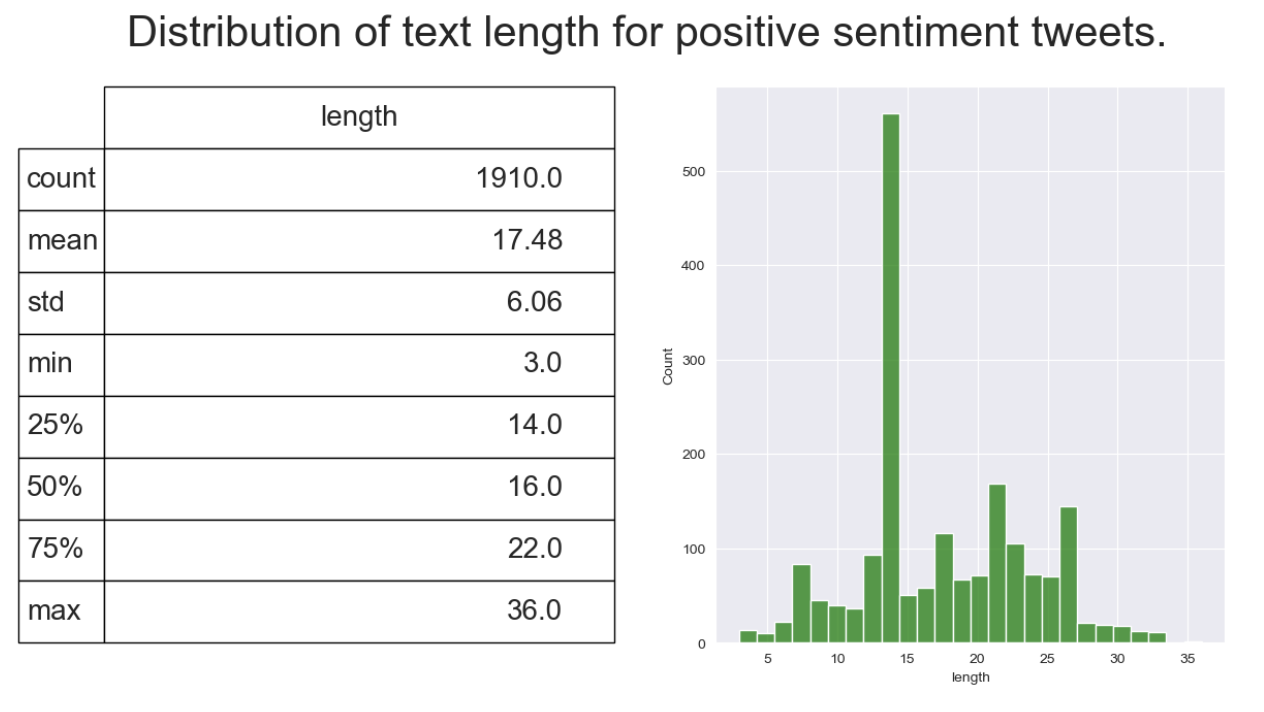 Distribution of text length for positive sentiment tweets.
length
count 1910.0
mean 17.48
std 6.06
min 3.0
25% 14.0
50% 16.0
75% 22.0
max 36.0
500
400
300
200
100
0
Count
5 10 15 20 25 30 35
length